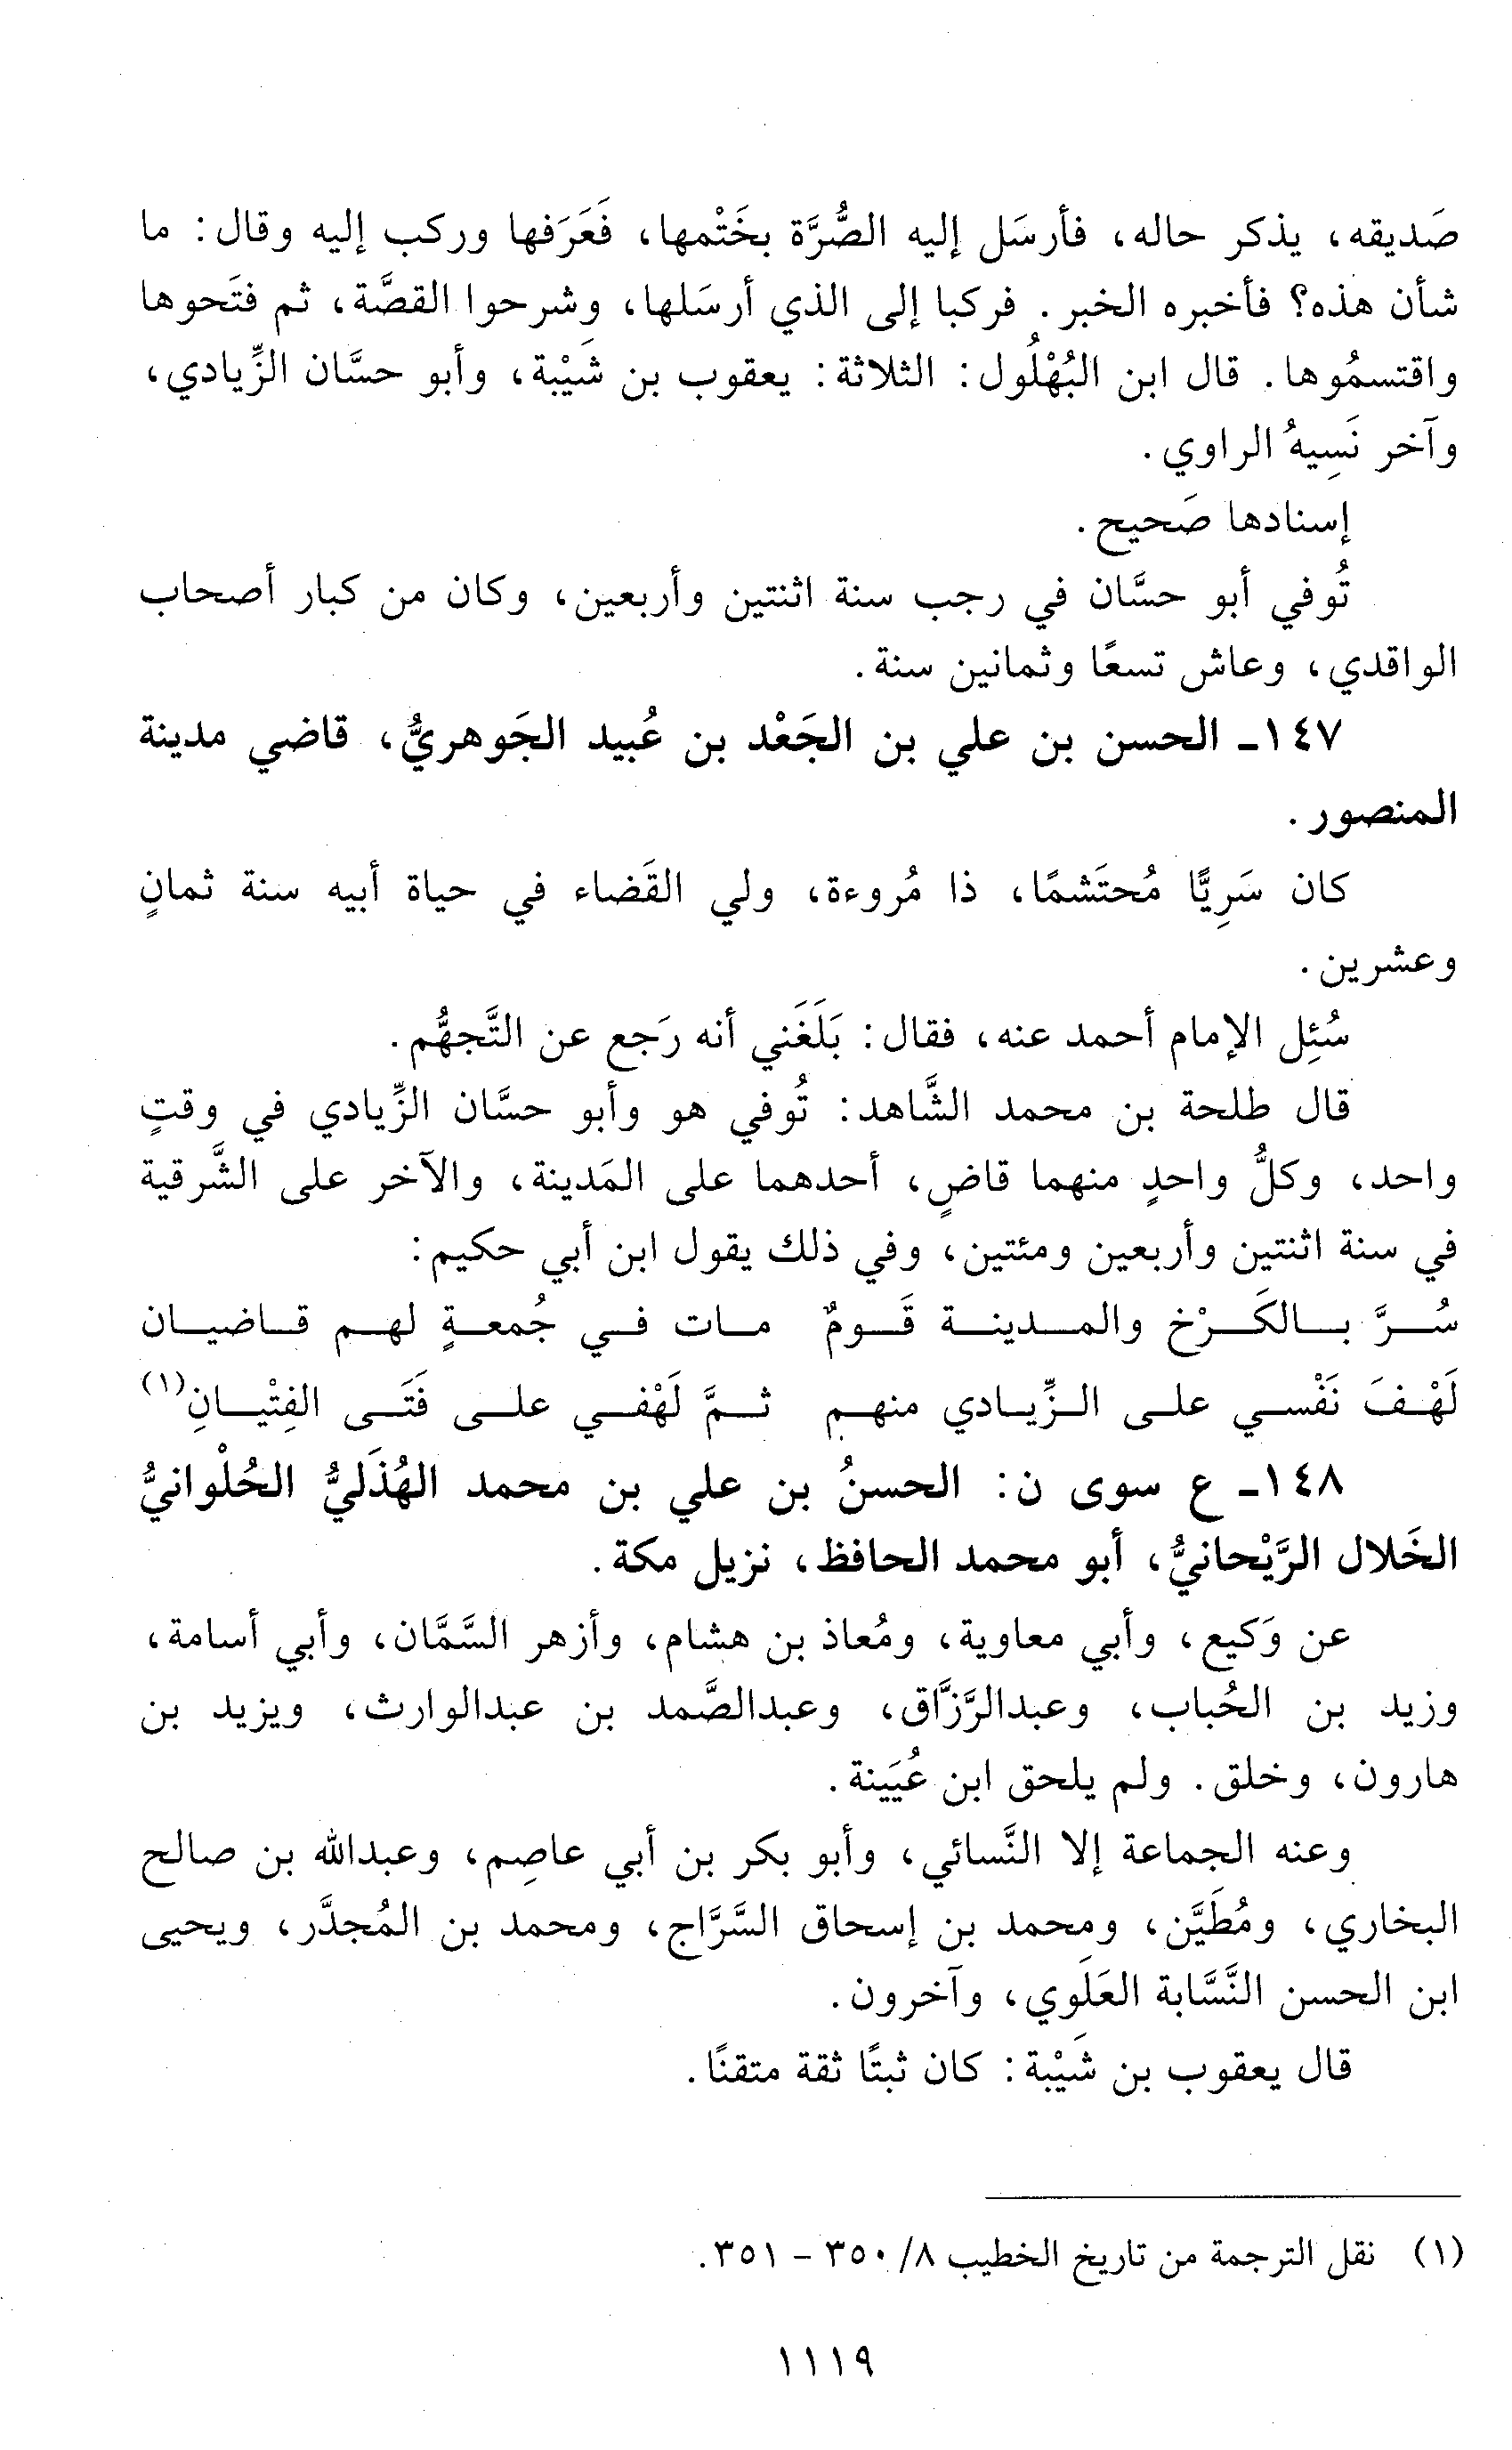 صَديقه، يذكر حاله، فأرسَل إليه الصُّرَّة بخَتْمها، فَعَرَفها وركب إليه وقال: ما
شأن هذه؟ فأخبره الخبر. فركبا إلى الذي أرسَلها، وشرحوا القصَّة، ثم فتَحوها
واقتسمُوها. قال ابن البُهْلُول: الثلاثة: يعقوب بن شَيْبة، وأبو حسَّان الزِّيادي،
وآخر نَسِيهُ الراوي.
إسنادها صَحيح.
تُوفي أبو حسَّان في رجب سنة اثنتين وأربعين، وكان من كبار أصحاب
الواقدي، وعاش تسعًا وثمانين سنة.
١٤٧- الحسن بن علي بن الجَعْد بن عُبيد الجَوهريُّ، قاضي مدينة
المنصور.
كان سَرِيًّا مُحتَشمًا، ذا مُروءة، ولي القَضاء في حياة أبيه سنة ثمانٍ
وعشرين.
سُئِل الإمام أحمد عنه، فقال: بَلَغَني أنه رَجع عن التَّجهُّم.
قال طلحة بن محمد الشَّاهد: تُوفي هو وأبو حسَّان الزِّيادي في وقتٍ
واحد، وكلُّ واحدٍ منهما قاضٍ، أحدهما على المَدينة، والآخر على الشَّرقية
في سنة اثنتين وأربعين ومئتين، وفي ذلك يقول ابن أبي حكيم:
سُرَّ بالكَرْخ والمدينة قَومٌ مات في جُمعةٍ لهم قاضيان
لَهْفَ نَفْسي على الزِّيادي منهم ثمَّ لَهْفي على فَتَى الفِتْيانِ(١)
١٤٨- ع سوى ن: الحسنُ بن علي بن محمد الهُذَليُّ الحُلْوانيُّ
الخَلال الرَّيْحانيُّ، أبو محمد الحافظ، نزيل مكة.
عن وَكيع، وأبي معاوية، ومُعاذ بن هشام، وأزهر السَّمَّان، وأبي أسامة،
وزيد بن الحُباب، وعبدالرَّزَّاق، وعبدالصَّمد بن عبدالوارث، ويزيد بن
هارون، وخلق. ولم يلحق ابن عُيَينة.
وعنه الجماعة إلا النَّسائي، وأبو بكر بن أبي عاصِم، وعبدالله بن صالح
البخاري، ومُطَيَّن، ومحمد بن إسحاق السَّرَّاج، ومحمد بن المُجدَّر، ويحيى
ابن الحسن النَّسَّابة العَلَوي، وآخرون.
قال يعقوب بن شَيْبة: كان ثبتًا ثقة متقنًا.
(١) نقل الترجمة من تاريخ الخطيب ٨/ ٣٥٠ - ٣٥١.
١١١٩